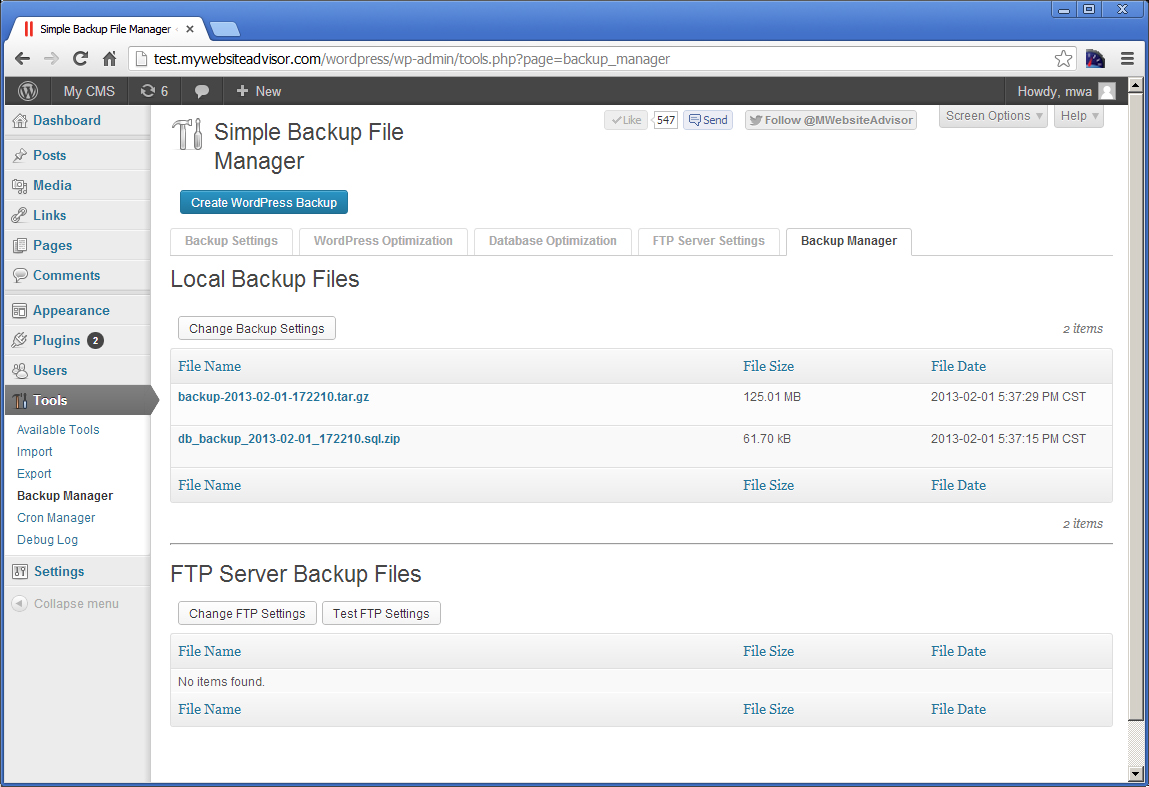 Simple Backup File Manager
test.mywebsiteadvisor.com/wordpress/wp-admin/tools.php?page=backup_manager
My CMS 6 New Howdy, mwa
Dashboard
Posts
Media
Links
Pages
Comments
Appearance
Plugins 2
Users
Tools
Available Tools
Import
Export
Backup Manager
Cron Manager
Debug Log
Settings
Collapse menu
Simple Backup File
Manager
Like 547 Send Follow @MWebsiteAdvisor Screen Options Help
Create WordPress Backup
Backup Settings WordPress Optimization Database Optimization FTP Server Settings Backup Manager
Local Backup Files
Change Backup Settings 2 items
File Name File Size File Date
backup-2013-02-01-172210.tar.gz 125.01 MB 2013-02-01 5:37:29 PM CST
db_backup_2013-02-01_172210.sql.zip 61.70 kB 2013-02-01 5:37:15 PM CST
File Name File Size File Date
2 items
FTP Server Backup Files
Change FTP Settings Test FTP Settings
File Name File Size File Date
No items found.
File Name File Size File Date